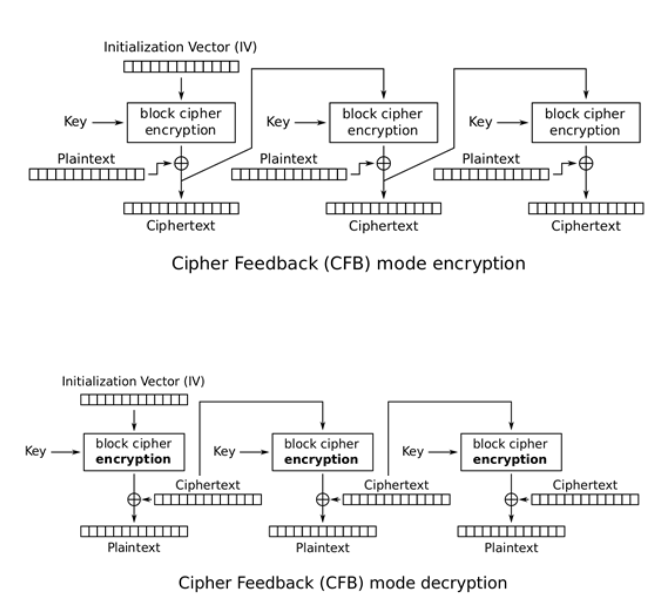 Initialization Vector (IV)
Key
block cipher
encryption
Key
block cipher
encryption
Key
block cipher
encryption
Plaintext
Plaintext
Plaintext
Ciphertext
Ciphertext
Ciphertext
Cipher Feedback (CFB) mode encryption
Initialization Vector (IV)
Key
block cipher
encryption
Key
block cipher
encryption
Key
block cipher
encryption
Ciphertext
Ciphertext
Ciphertext
Plaintext
Plaintext
Plaintext
Cipher Feedback (CFB) mode decryption